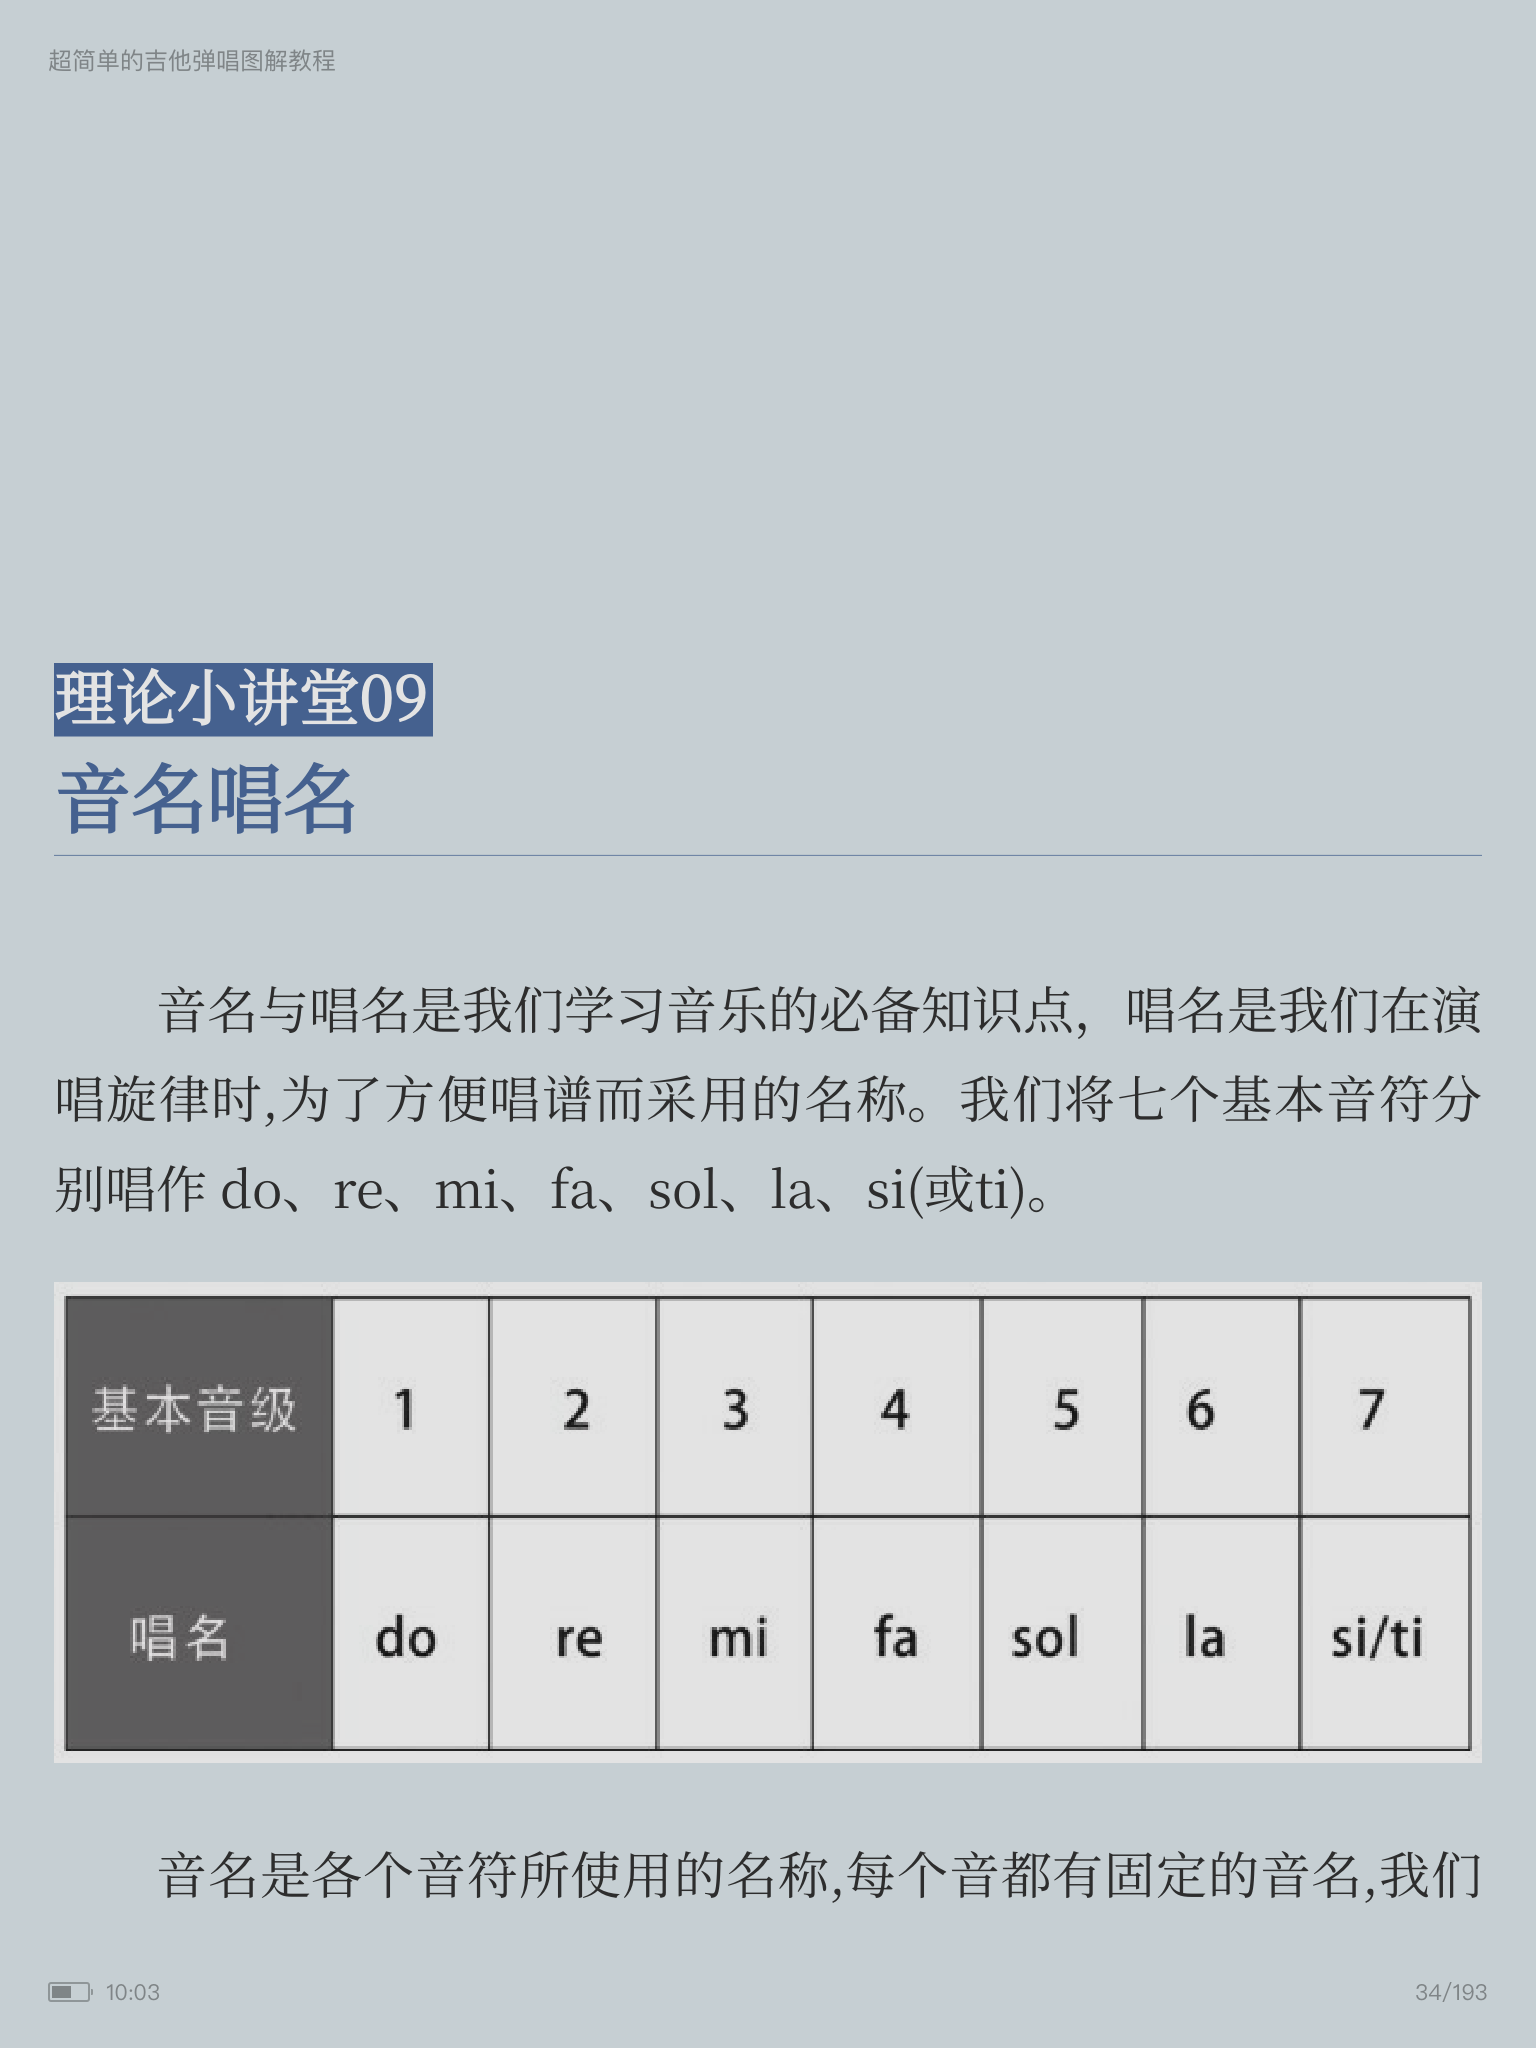 超简单的吉他弹唱图解教程
理论小讲堂09
音名唱名
音名与唱名是我们学习音乐的必备知识点，唱名是我们在演
唱旋律时,为了方便唱谱而采用的名称。我们将七个基本音符分
别唱作 do、re、mi、fa、sol、la、si(或ti)。
基本音级 1 2 3 4 5 6 7
唱名 do re mi fa sol la si/ti
音名是各个音符所使用的名称,每个音都有固定的音名,我们
10:03 34/193